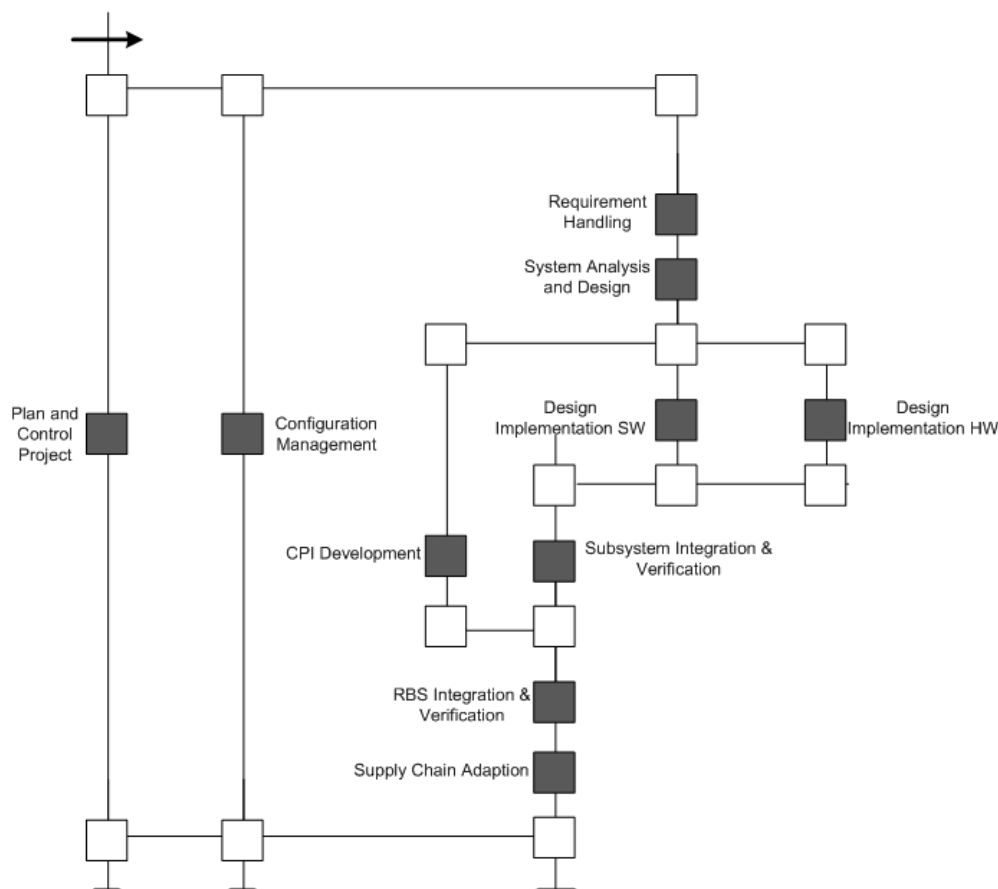 Requirement
Handling
System Analysis
and Design
Plan and
Control
Project
Configuration
Management
Design
Implementation SW
Design
Implementation HW
CPI Development
Subsystem Integration &
Verification
RBS Integration &
Verification
Supply Chain Adaption